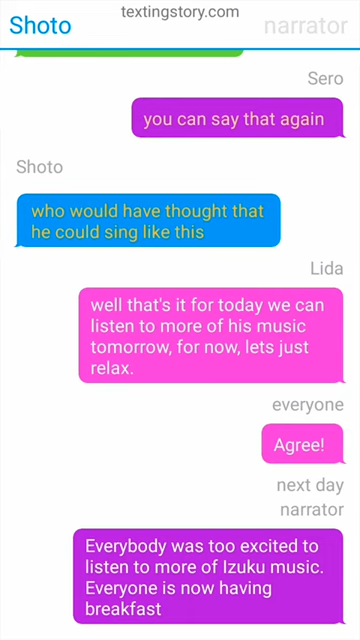 textingstory.com
Shoto
narrator
Sero
you can say that again
Shoto
who would have thought that
he could sing like this
Lida
well that's it for today we can
listen to more of his music
tomorrow, for now, lets just
relax.
everyone
Agree!
next day
narrator
Everybody was too excited to
listen to more of Izuku music.
Everyone is now having
breakfast